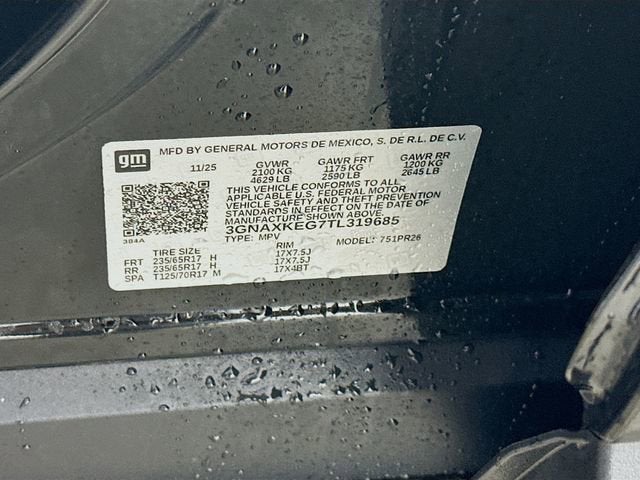 gm MFD BY GENERAL MOTORS DE MEXICO, S. DE R.L. DE C.V.
11/25 GVWR GAWR FRT GAWR RR
2100 KG 1175 KG 1200 KG
4629 LB 2590 LB 2645 LB
THIS VEHICLE CONFORMS TO ALL
APPLICABLE U.S. FEDERAL MOTOR
VEHICLE SAFETY AND THEFT PREVENTION
STANDARDS IN EFFECT ON THE DATE OF
MANUFACTURE SHOWN ABOVE.
3GNAXKEG7TL319685
384A
TYPE: MPV MODEL: 751PR26
TIRE SIZE RIM
FRT 235/65R17 H 17X7.5J
RR 235/65R17 H 17X7.5J
SPA T125/70R17 M 17X4BT